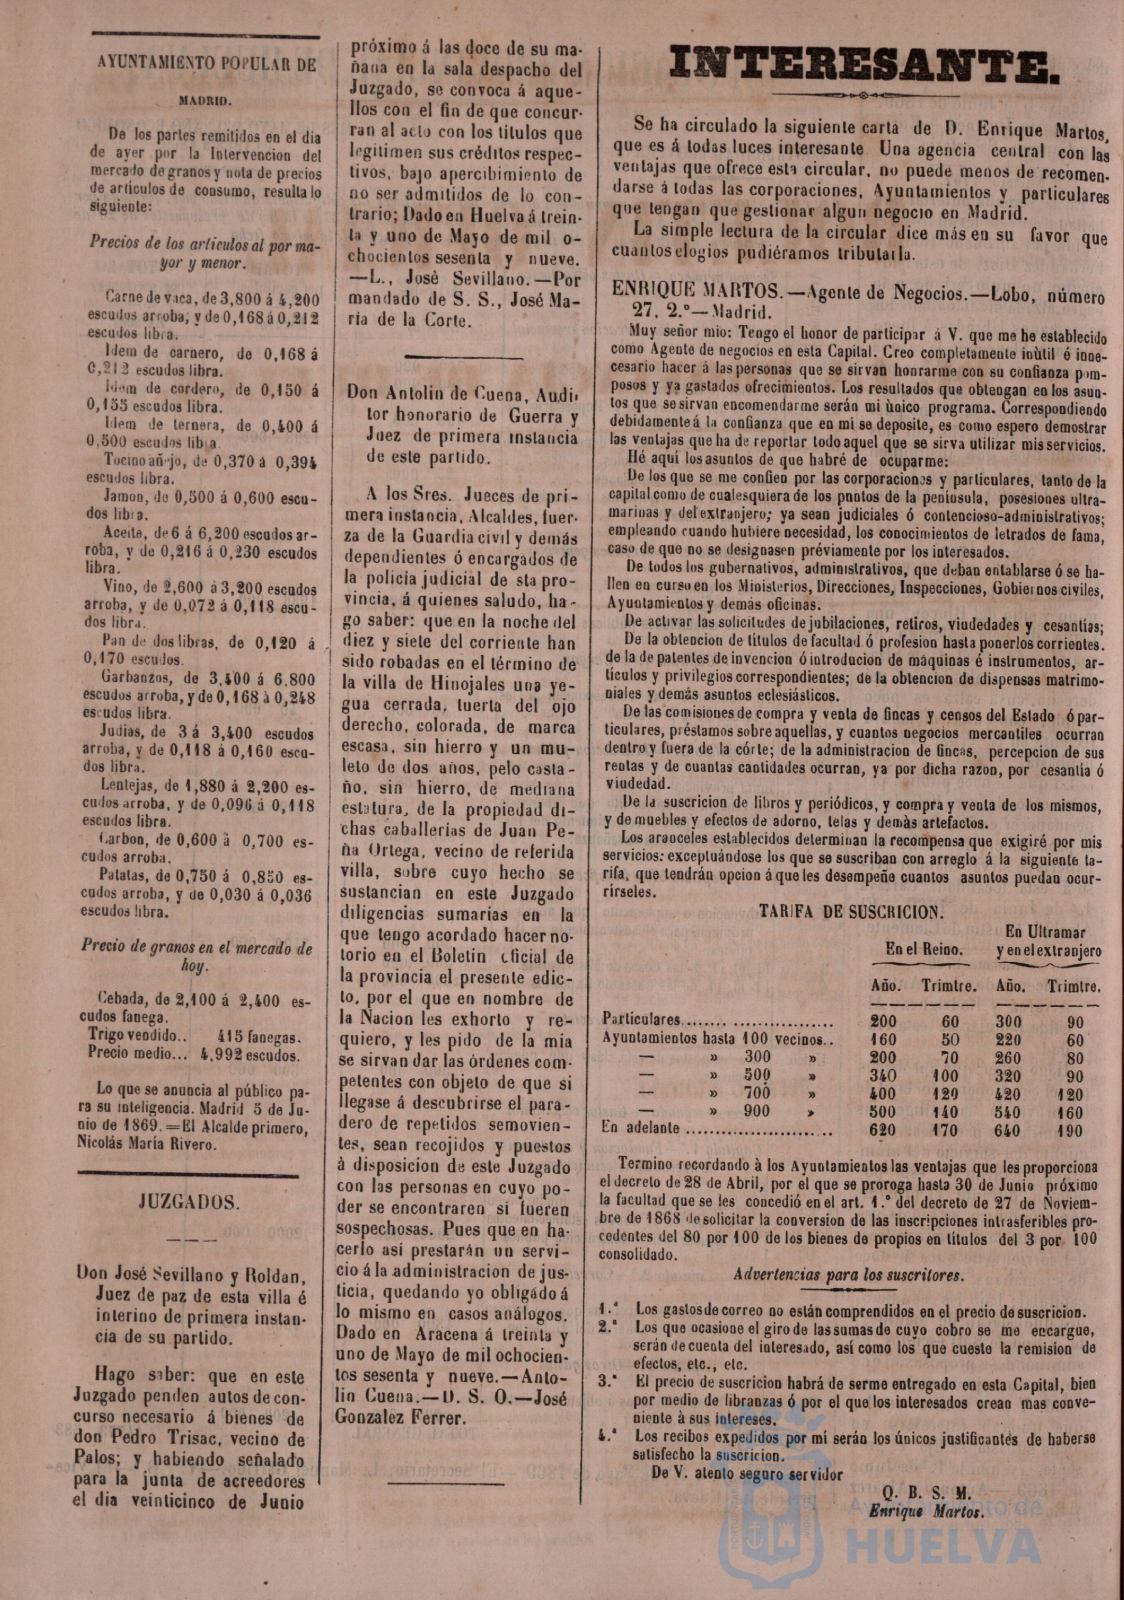 AYUNTAMIENTO POPULAR DE
MADRID.
De los partes remitidos en el dia
de ayer por la Intervencion del
mercado de granos y nota de precios
de articulos de consumo, resulta lo
siguiente:
Precios de los articulos al por ma-
yor y menor.
Carne de vaca, de 3,800 á 4,200
escudos arroba, y de 0,168 á 0,212
escudos libra.
Idem de carnero, de 0,168 á
0,212 escudos libra.
Idem de cordero, de 0,150 á
0,155 escudos libra.
Idem de ternera, de 0,400 á
0,500 escudos libra.
Tocino añejo, de 0,370 á 0,394
escudos libra.
Jamon, de 0,500 á 0,600 escu-
dos libra.
Aceite, de 6 á 6,200 escudos ar-
roba, y de 0,216 á 0,230 escudos
libra.
Vino, de 2,600 á 3,200 escudos
arroba, y de 0,072 á 0,118 escu-
dos libra.
Pan de dos libras, de 0,120 á
0,170 escudos.
Garbanzos, de 3,400 á 6,800
escudos arroba, y de 0,168 á 0,248
escudos libra.
Judias, de 3 á 3,400 escudos
arroba, y de 0,118 á 0,160 escu-
dos libra.
Lentejas, de 1,880 á 2,200 es-
cudos arroba, y de 0,096 á 0,118
escudos libra.
Carbon, de 0,600 à 0,700 es-
cudos arroba.
Patatas, de 0,750 á 0,850 es-
cudos arroba, y de 0,030 á 0,036
escudos libra.
Precio de granos en el mercado de
hoy.
Cebada, de 2,100 á 2,400 es-
cudos fanega.
Trigo vendido.. 415 fanegas.
Precio medio... 4,992 escudos.
Lo que se anuncia al público pa-
ra su inteligencia. Madrid 5 de Ju-
nio de 1869.=El Alcalde primero,
Nicolás María Rivero.
JUZGADOS.
Don José Sevillano y Roldan,
Juez de paz de esta villa é
interino de primera instan-
cia de su partido.
Hago saber: que en este
Juzgado penden autos de con-
curso necesario á bienes de
don Pedro Trisac, vecino de
Palos; y habiendo señalado
para la junta de acreedores
el dia veinticinco de Junio
próximo á las doce de su ma-
ñana en la sala despacho del
Juzgado, se convoca á aque-
llos con el fin de que concur-
ran al acto con los titulos que
legitimen sus créditos respec-
tivos, bajo apercibimiento de
no ser admitidos de lo con-
trario; Dado en Huelva á trein-
ta y uno de Mayo de mil o-
chocientos sesenta y nueve.
—L., José Sevillano.—Por
mandado de S. S., José Ma-
ría de la Corte.
Don Antolin de Cuena, Audi-
tor honorario de Guerra y
Juez de primera instancia
de este partido.
A los Sres. Jueces de pri-
mera instancia, Alcaldes, fuer-
za de la Guardia civil y demás
dependientes ó encargados de
la policía judicial de sta pro-
vincia, á quienes saludo, ha-
go saber: que en la noche del
diez y siete del corriente han
sido robadas en el término de
la villa de Hinojales una ye-
gua cerrada, tuerta del ojo
derecho, colorada, de marca
escasa, sin hierro y un mu-
leto de dos años, pelo casta-
ño, sin hierro, de mediana
estatura, de la propiedad di-
chas caballerías de Juan Pe-
ña Ortega, vecino de referida
villa, sobre cuyo hecho se
sustancian en este Juzgado
diligencias sumarias en la
que tengo acordado hacer no-
torio en el Boletin oficial de
la provincia el presente edic-
to, por el que en nombre de
la Nacion les exhorto y re-
quiero, y les pido de la mia
se sirvan dar las órdenes com-
petentes con objeto de que si
llegase á descubrirse el para-
dero de repetidos semovien-
tes, sean recojidos y puestos
à disposicion de este Juzgado
con las personas en cuyo po-
der se encontraren si fueren
sospechosas. Pues que en ha-
cerlo así prestarán un servi-
cio á la administracion de jus-
ticia, quedando yo obligádo á
lo mismo en casos análogos.
Dado en Aracena á treinta y
uno de Mayo de mil ochocien-
tos sesenta y nueve.—Anto-
lin Cuena.—D. S. O.—José
Gonzalez Ferrer.
INTERESANTE.
Se ha circulado la siguiente carta de D. Enrique Martos,
que es á todas luces interesante Una agencia central con las
ventajas que ofrece esta circular, no puede menos de recomen-
darse á todas las corporaciones, Ayuntamientos y particulares
que tengan que gestionar algun negocio en Madrid.
La simple lectura de la circular dice más en su favor que
cuantos elogios pudiéramos tributarla.
ENRIQUE MARTOS.—Agente de Negocios.—Lobo, número
27, 2.°—Madrid.
Muy señor mio: Tengo el honor de participar á V. que me he establecido
como Agente de negocios en esta Capital. Creo completamente inùtil é inne-
cesario hacer á las personas que se sirvan honrarme con su confianza pom-
posos y ya gastados ofrecimientos. Los resultados que obtengan en los asun-
tos que se sirvan encomendarme serán mi ùnico programa. Correspondiendo
debidamente á la confianza que en mi se deposite, es como espero demostrar
las ventajas que ha de reportar todo aquel que se sirva utilizar mis servicios.
Hé aquí los asuntos de que habré de ocuparme:
De los que se me confien por las corporaciones y particulares, tanto de la
capital como de cualesquiera de los puntos de la península, posesiones ultra-
marinas y del extranjero; ya sean judiciales ó contencioso-administrativos;
empleando cuando hubiere necesidad, los conocimientos de letrados de fama,
caso de que no se designasen préviamente por los interesados.
De todos los gubernativos, administrativos, que deban entablarse ó se ha-
llen en curso en los Ministerios, Direcciones, Inspecciones, Gobiernos civiles,
Ayuntamientos y demás oficinas.
De activar las solicitudes de jubilaciones, retiros, viudedades y cesantías;
De la obtencion de titulos de facultad ó profesion hasta ponerlos corrientes.
de la de patentes de invencion ó introducion de máquinas é instrumentos, ar-
tículos y privilegios correspondientes; de la obtencion de dispensas matrimo-
niales y demás asuntos eclesiásticos.
De las comisiones de compra y venta de fincas y censos del Estado ó par-
ticulares, préstamos sobre aquellas, y cuantos negocios mercantiles ocurran
dentro y fuera de la córte; de la administracion de fincas, percepcion de sus
rentas y de cuantas cantidades ocurran, ya por dicha razon, por cesantía ó
viudedad.
De la suscricion de libros y periódicos, y compra y venta de los mismos,
y de muebles y efectos de adorno, telas y demàs artefactos.
Los aranceles establecidos determinan la recompensa que exigiré por mis
servicios: exceptuándose los que se suscriban con arreglo á la siguiente ta-
rifa, que tendrán opcion á que les desempeñe cuantos asuntos puedan ocur-
rírseles.
TARIFA DE SUSCRICION.
En el Reino. En Ultramar y en el extranjero
Año. Trimtre. Año. Trimtre.
Particulares....... ................ 200 60 300 90
Ayuntamientos hasta 100 vecinos.. 160 50 220 60
— » 300 » 200 70 260 80
— » 500 » 340 100 320 90
— » 700 » 400 120 420 120
— » 900 » 500 140 540 160
En adelante ....................... 620 170 640 190
Termino recordando à los Ayuntamientos las ventajas que les proporciona
el decreto de 28 de Abril, por el que se proroga hasta 30 de Junio próximo
la facultad que se les concedió en el art. 1.° del decreto de 27 de Noviem-
bre de 1868 de solicitar la conversion de las inscripciones intrasferibles pro-
cedentes del 80 por 100 de los bienes de propios en titulos del 3 por 100
consolidado.
Advertencias para los suscritores.
1.ª Los gastos de correo no están comprendidos en el precio de suscricion.
2.ª Los que ocasione el giro de las sumas de cuyo cobro se me encargue,
serán de cuenta del interesado, así como los que cueste la remision de
efectos, etc., etc.
3.ª El precio de suscricion habrá de serme entregado en esta Capital, bien
por medio de libranzas ó por el que los interesados crean mas conve-
niente à sus intereses.
4.ª Los recibos expedidos por mí serán los únicos justificantes de haberse
satisfecho la suscricion.
De V. atento seguro servidor
Q. B. S. M.
Enrique Martos.
Ayuntamiento de
HUELVA